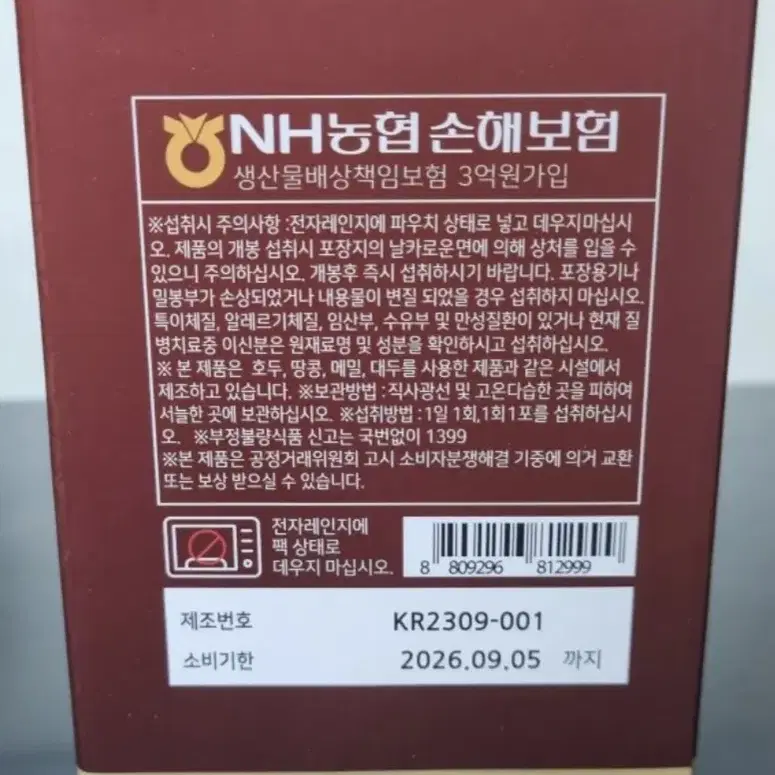 NH농협 손해보험
생산물배상책임보험 3억원가입
※섭취시 주의사항 :전자레인지에 파우치 상태로 넣고 데우지마십시
오. 제품의 개봉 섭취시 포장지의 날카로운면에 의해 상처를 입을 수
있으니 주의하십시오. 개봉후 즉시 섭취하시기 바랍니다. 포장용기나
밀봉부가 손상되었거나 내용물이 변질 되었을 경우 섭취하지 마십시오.
특이체질, 알레르기체질, 임산부, 수유부 및 만성질환이 있거나 현재 질
병치료중 이신분은 원재료명 및 성분을 확인하시고 섭취하십시오.
※ 본 제품은 호두, 땅콩, 메밀, 대두를 사용한 제품과 같은 시설에서
제조하고 있습니다. ※보관방법 :직사광선 및 고온다습한 곳을 피하여
서늘한 곳에 보관하십시오. ※섭취방법 :1일 1회,1회1포를 섭취하십시
오. ※부정불량식품 신고는 국번없이 1399
※본 제품은 공정거래위원회 고시 소비자분쟁해결 기중에 의거 교환
또는 보상 받으실 수 있습니다.
전자레인지에
팩 상태로
데우지 마십시오.
8 809296 812999
제조번호 KR2309-001
소비기한 2026.09.05 까지